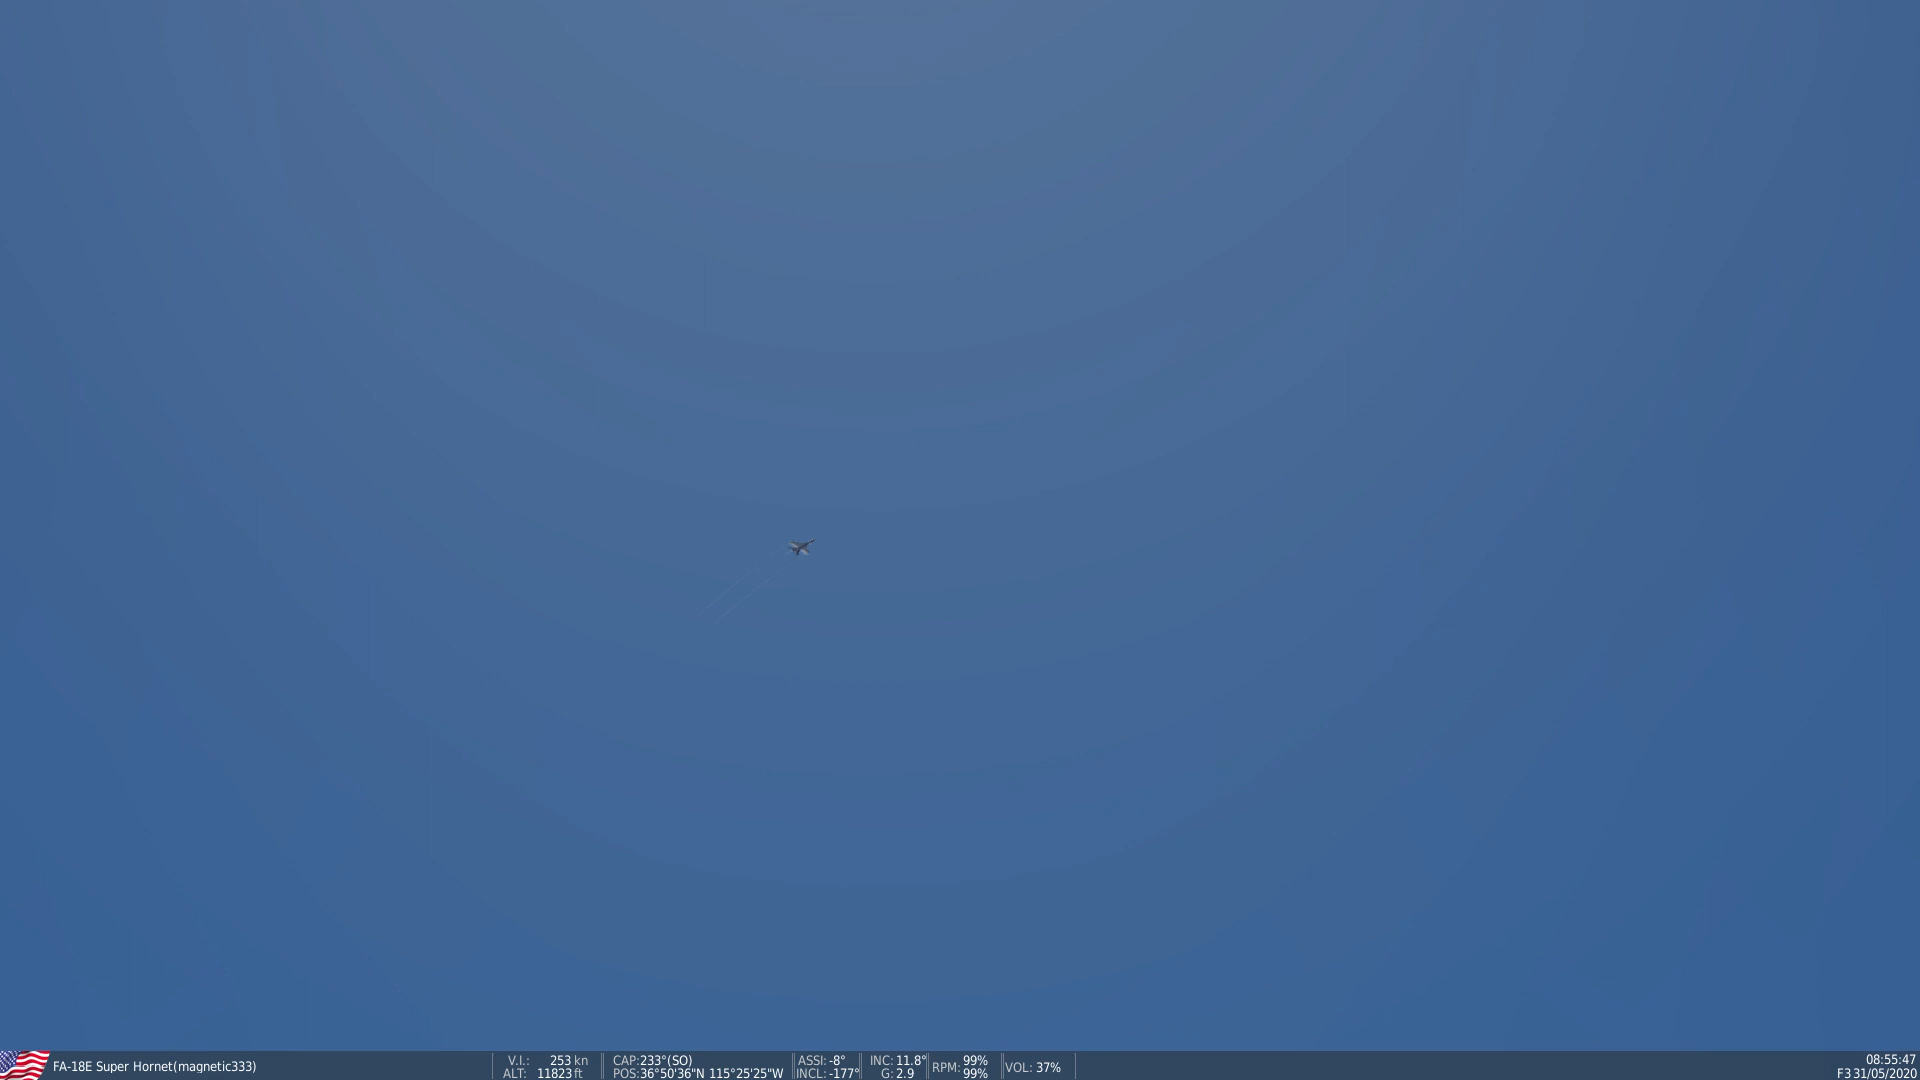 FA-18E Super Hornet(magnetic333)
V.I.: 253 kn
ALT: 11823 ft
CAP:233°(SO)
POS:36°50'36"N 115°25'25"W
ASSI: -8°
INCL: -177°
INC: 11.8°
G: 2.9
RPM: 99%
99%
VOL: 37%
08:55:47
F3 31/05/2020